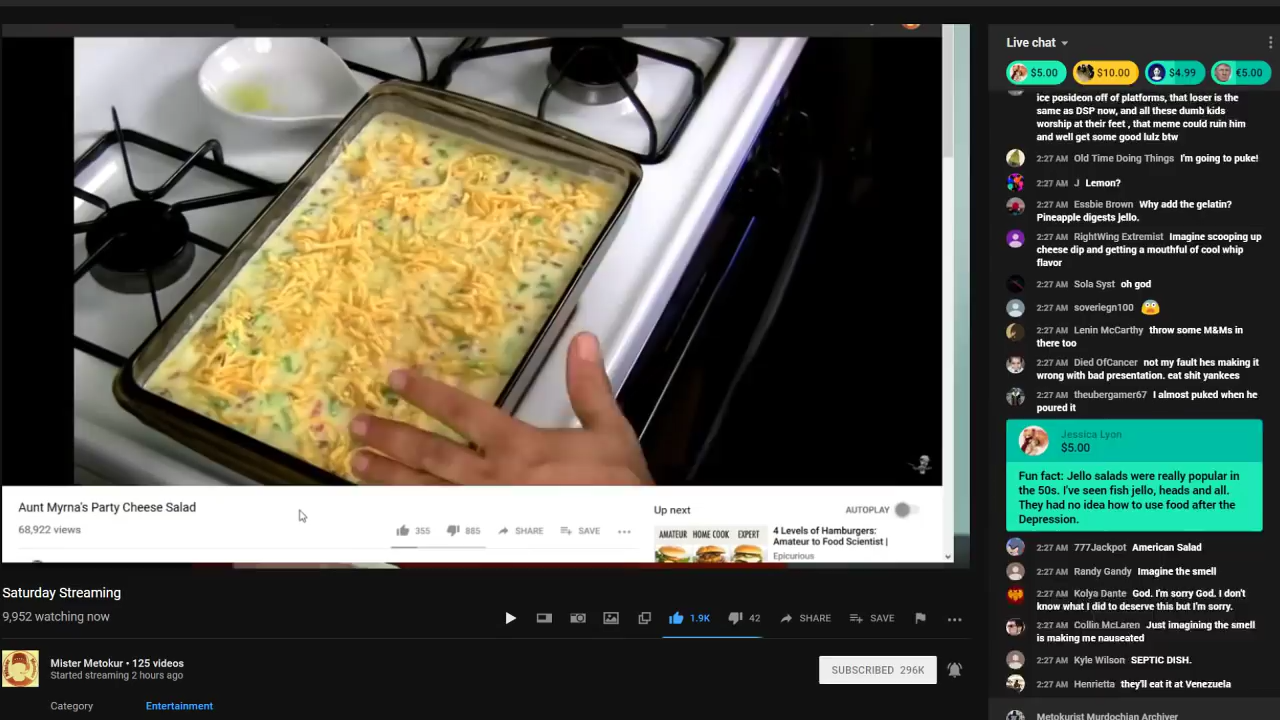 Live chat
$5.00 $10.00 $4.99 €5.00
ice posideon off of platforms, that loser is the
same as DSP now, and all these dumb kids
worship at their feet , that meme could ruin him
and well get some good lulz btw
2:27 AM Old Time Doing Things I'm going to puke!
2:27 AM J Lemon?
2:27 AM Essbie Brown Why add the gelatin?
Pineapple digests jello.
2:27 AM RightWing Extremist Imagine scooping up
cheese dip and getting a mouthful of cool whip
flavor
2:27 AM Sola Syst oh god
2:27 AM soveriegn100 😨
2:27 AM Lenin McCarthy throw some M&Ms in
there too
2:27 AM Died OfCancer not my fault hes making it
wrong with bad presentation. eat shit yankees
2:27 AM theubergamer67 I almost puked when he
poured it
Jessica Lyon
$5.00
Fun fact: Jello salads were really popular in
the 50s. I've seen fish jello, heads and all.
They had no idea how to use food after the
Depression.
2:27 AM 777Jackpot American Salad
2:27 AM Randy Gandy Imagine the smell
2:27 AM Kolya Dante God. I'm sorry God. I don't
know what I did to deserve this but I'm sorry.
2:27 AM Collin McLaren Just imagining the smell
is making me nauseated
2:27 AM Kyle Wilson SEPTIC DISH.
2:27 AM Henrietta they'll eat it at Venezuela
Metokurist Murdochian Archiver
Aunt Myrna's Party Cheese Salad
68,922 views
355 885 SHARE SAVE
Up next
AUTOPLAY
AMATEUR HOME COOK EXPERT
4 Levels of Hamburgers:
Amateur to Food Scientist |
Epicurious
Saturday Streaming
9,952 watching now
1.9K 42 SHARE SAVE
Mister Metokur • 125 videos
Started streaming 2 hours ago
SUBSCRIBED 296K
Category Entertainment